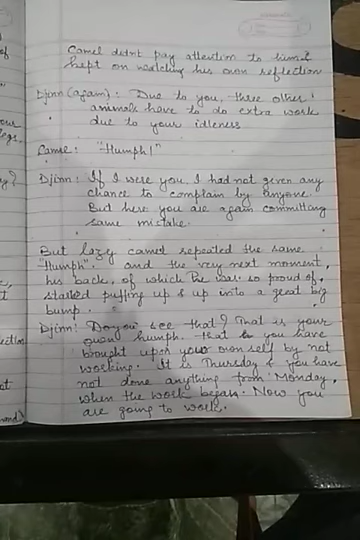 Camel didn't pay attention to him &
kept on watching his own reflection
Djinn (again): Due to you, three other
animals have to do extra work
due to your idleness
Camel: "Humph!"
Djinn: If I were you, I had not given any
chance to complain by anyone.
But here you are again committing
same mistake.
But lazy camel repeated the same
"Humph". and the very next moment,
his back, of which he was so proud of,
started puffing up & up into a great big
bump.
Djinn: Do you see that? That is your
own humph. that you have
brought upon your own self by not
working. It is Thursday & you have
not done anything from Monday,
when the work began. Now you
are going to work.